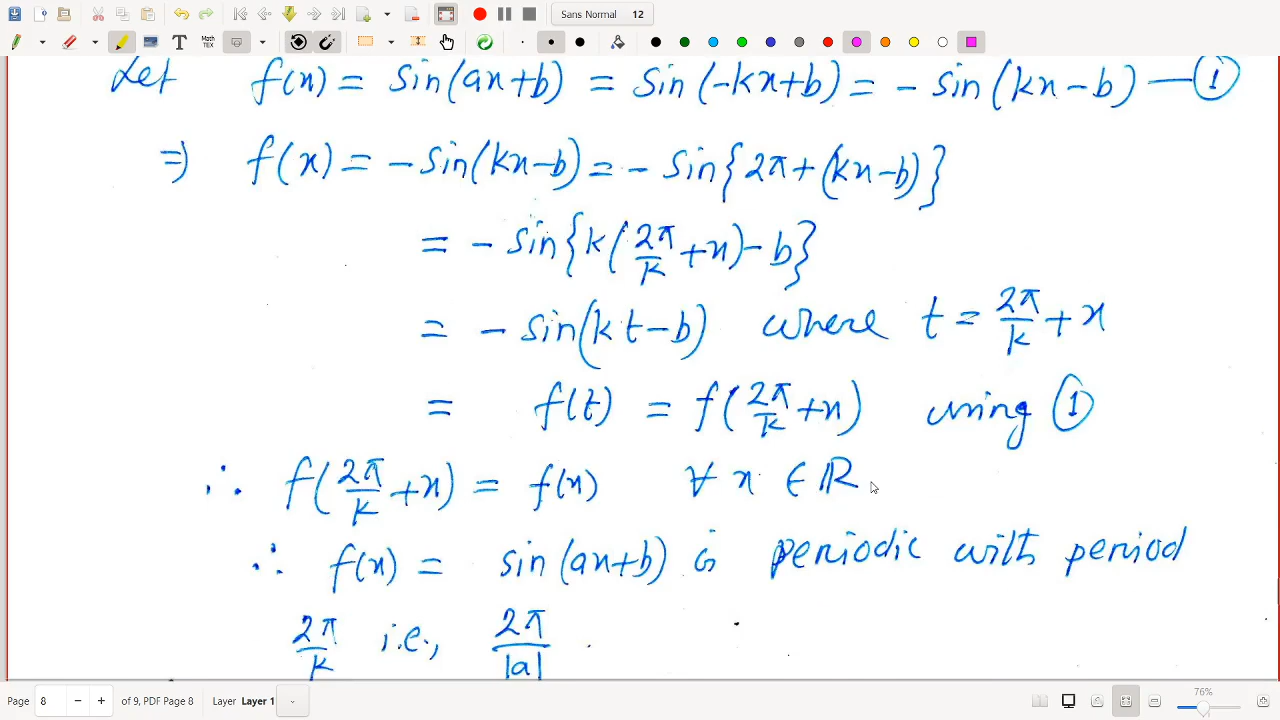 Sans Normal 12
Let f(x) = sin(ax+b) = sin(-kx+b) = - sin(kx-b) — ①
⇒ f(x) = -sin(kx-b) = - sin{2π+(kx-b)}
= - sin{k(2π/k +x)-b}
= - sin(kt-b) where t = 2π/k + x
= f(t) = f(2π/k +x) using ①
∴ f(2π/k +x) = f(x) ∀ x ∈ ℝ
∴ f(x) = sin(ax+b) is periodic with period
2π/k i.e., 2π/|a| .
Page 8 of 9, PDF Page 8 Layer Layer 1 76%